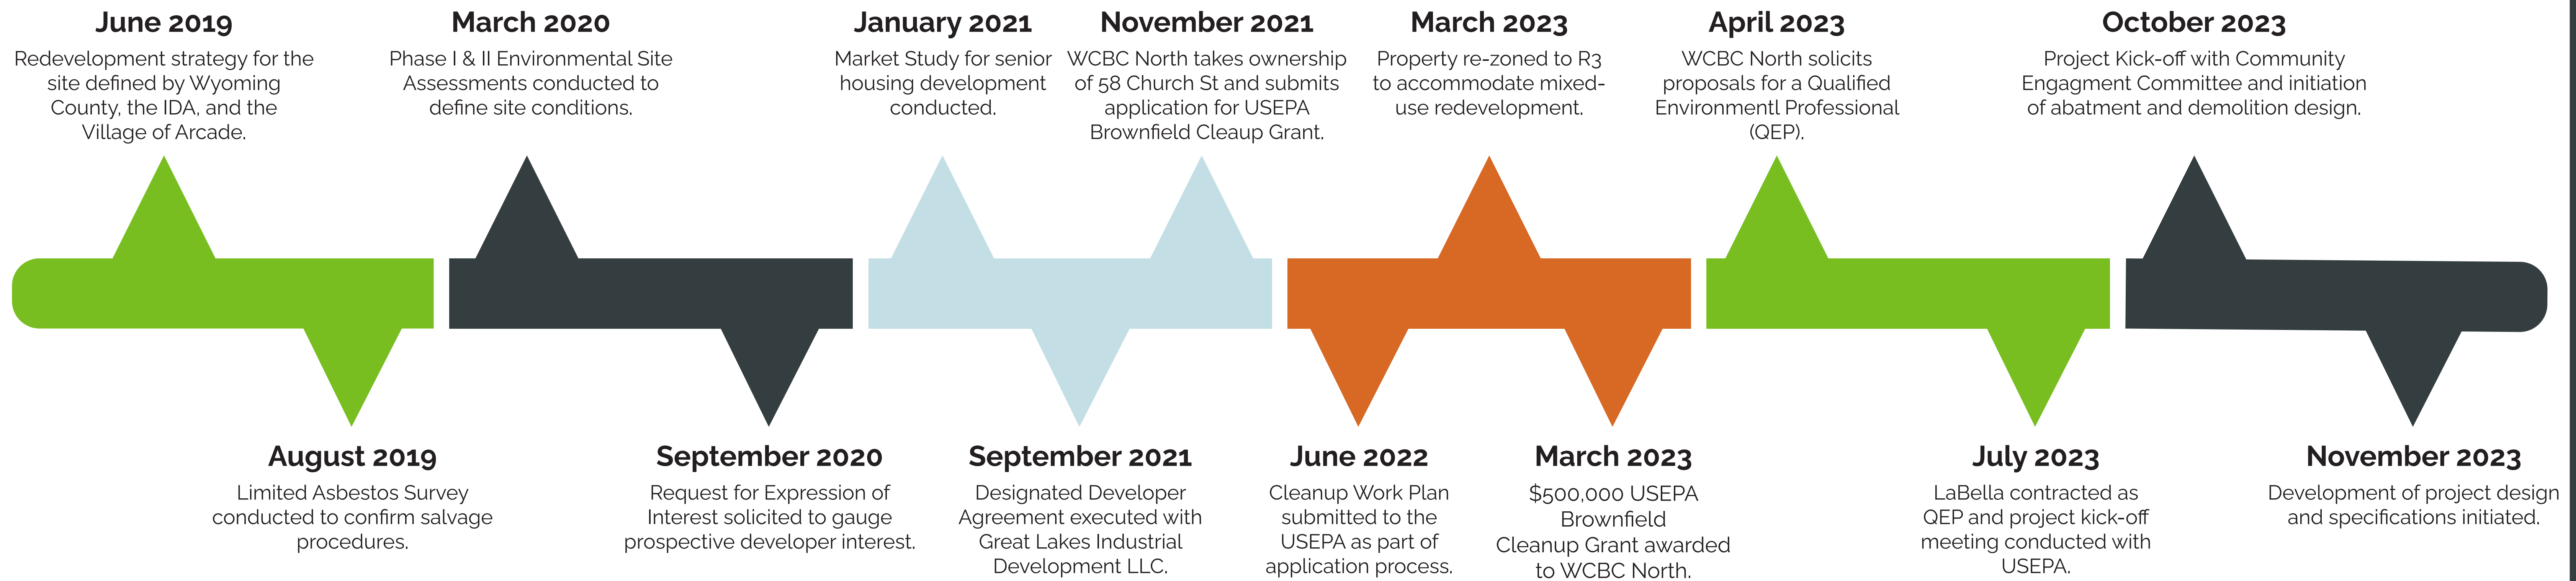 June 2019
Redevelopment strategy for the
site defined by Wyoming
County, the IDA, and the
Village of Arcade.
March 2020
Phase I & II Environmental Site
Assessments conducted to
define site conditions.
January 2021
Market Study for senior
housing development
conducted.
November 2021
WCBC North takes ownership
of 58 Church St and submits
application for USEPA
Brownfield Cleaup Grant.
March 2023
Property re-zoned to R3
to accommodate mixed-
use redevelopment.
April 2023
WCBC North solicits
proposals for a Qualified
Environmentl Professional
(QEP).
October 2023
Project Kick-off with Community
Engagment Committee and initiation
of abatment and demolition design.
August 2019
Limited Asbestos Survey
conducted to confirm salvage
procedures.
September 2020
Request for Expression of
Interest solicited to gauge
prospective developer interest.
September 2021
Designated Developer
Agreement executed with
Great Lakes Industrial
Development LLC.
June 2022
Cleanup Work Plan
submitted to the
USEPA as part of
application process.
March 2023
$500,000 USEPA
Brownfield
Cleanup Grant awarded
to WCBC North.
July 2023
LaBella contracted as
QEP and project kick-off
meeting conducted with
USEPA.
November 2023
Development of project design
and specifications initiated.